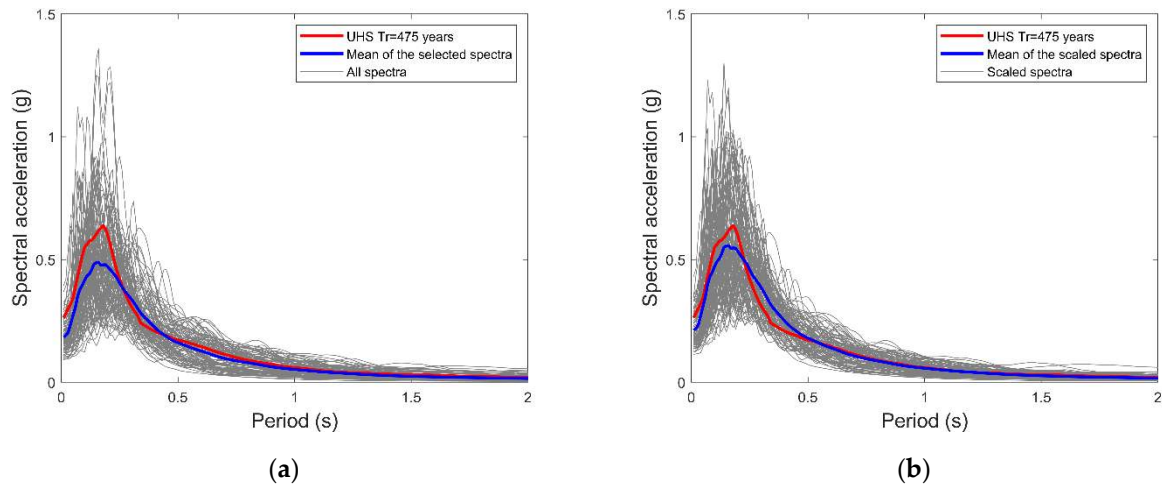 1.5
1
0.5
0
Spectral acceleration (g)
UHS Tr=475 years
Mean of the selected spectra
All spectra
0
0.5
1
1.5
2
Period (s)
(a)
1.5
1
0.5
0
Spectral acceleration (g)
UHS Tr=475 years
Mean of the scaled spectra
Scaled spectra
0
0.5
1
1.5
2
Period (s)
(b)